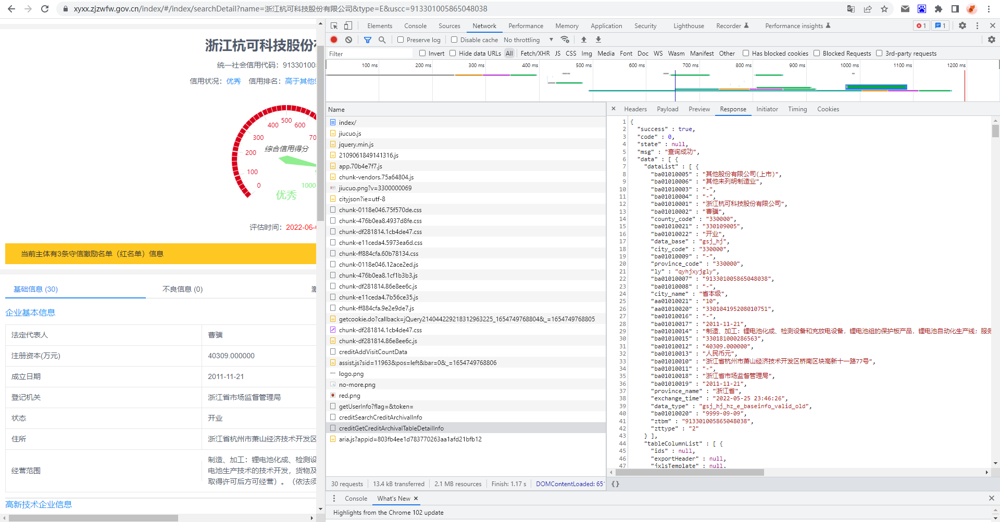 xyxx.zjzwfw.gov.cn/index/#/index/searchDetail?name=浙江杭可科技股份有限公司&type=E&uscc=913301005865048038
浙江杭可科技股份
统一社会信用代码：91330100
信用状况：优秀 信用排名：高于其他
500
400
600
300
70
综合信用得分
200
100
0
1000
优秀
评估时间：2022-06-
当前主体有3条守信激励名单（红名单）信息
基础信息 (30)
不良信息 (0)
企业基本信息
法定代表人 曹骥
注册资本(万元) 40309.000000
成立日期 2011-11-21
登记机关 浙江省市场监督管理局
状态 开业
住所 浙江省杭州市萧山经济技术开发区
经营范围
制造、加工：锂电池化成、检测设
电池生产技术的技术开发，货物及
取得许可后方可经营）。（依法须
高新技术企业信息
Elements Console Sources Network Performance Memory Application Security Lighthouse Recorder Performance insights 1 1
Preserve log Disable cache No throttling
Filter Invert Hide data URLs All Fetch/XHR JS CSS Img Media Font Doc WS Wasm Manifest Other Has blocked cookies Blocked Requests 3rd-party requests
100 ms 200 ms 300 ms 400 ms 500 ms 600 ms 700 ms 800 ms 900 ms 1000 ms 1100 ms 1200 ms
Name
index/
jiucuo.js
jquery.min.js
2109061849141316.js
app.70b4e7f7.js
chunk-vendors.75a64804.js
jiucuo.png?v=3300000069
cityjson?ie=utf-8
chunk-0118e046.75f570de.css
chunk-476b0ea8.4937d8fe.css
chunk-df281814.1cb4de47.css
chunk-e11ceda4.5973ea6d.css
chunk-ff884cfa.60b78134.css
chunk-0118e046.12ace2ed.js
chunk-476b0ea8.1cf1b3b3.js
chunk-df281814.86e8ee6c.js
chunk-e11ceda4.7b56ce35.js
chunk-ff884cfa.9e2e9de7.js
getcookie.do?callback=jQuery214044229218312963225_1654749768804&_=1654749768805
chunk-df281814.1cb4de47.css
chunk-df281814.86e8ee6c.js
creditAddVisitCountData
assist.js?sid=11963&pos=left&bar=0&_=1654749768806
logo.png
no-more.png
red.png
getUserInfo?flag=&token=
creditSearchCreditArchivalInfo
creditGetCreditArchivalTableDetailInfo
aria.js?appid=803fb4ee1d783770263aa1afd21bfb12
30 requests 13.4 kB transferred 2.1 MB resources Finish: 1.17 s DOMContentLoaded: 651
Headers Payload Preview Response Initiator Timing Cookies
1 {
2 "success" : true,
3 "code" : 0,
4 "state" : null,
5 "msg" : "查询成功",
6 "data" : [ {
7 "dataList" : [ {
8 "ba01010005" : "其他股份有限公司(上市)",
9 "ba01010006" : "其他未列明制造业",
10 "ba01010003" : "-",
11 "ba01010004" : "-",
12 "ba01010001" : "浙江杭可科技股份有限公司",
13 "ba01010002" : "曹骥",
14 "county_code" : "330000",
15 "ba01010021" : "330109005",
16 "ba01010022" : "开业",
17 "data_base" : "gsj_hj",
18 "city_code" : "330000",
19 "ba01010009" : "-",
20 "province_code" : "330000",
21 "ly" : "qyhjxyjgly",
22 "ba01010007" : "913301005865048038",
23 "ba01010008" : "-",
24 "city_name" : "省本级",
25 "aa01010021" : "10",
26 "aa01010020" : "330104195208010751",
27 "ba01010016" : "-",
28 "ba01010017" : "2011-11-21",
29 "ba01010014" : "制造、加工：锂电池化成、检测设备和充放电设备，锂电池组的保护板产品，锂电池自动化生产线；服务
30 "ba01010015" : "330181000286563",
31 "ba01010012" : "40309.000000",
32 "ba01010013" : "人民币元",
33 "ba01010010" : "浙江省杭州市萧山经济技术开发区桥南区块高新十一路77号",
34 "ba01010011" : "-",
35 "ba01010018" : "浙江省市场监督管理局",
36 "ba01010019" : "2011-11-21",
37 "province_name" : "浙江省",
38 "exchange_time" : "2022-05-25 23:46:26",
39 "data_type" : "gsj_hj_hz_e_baseinfo_valid_old",
40 "ba01010020" : "9999-09-09",
41 "ztbm" : "913301005865048038",
42 "zttype" : "2"
43 } ],
44 "tableColumnList" : [ {
45 "ids" : null,
46 "exportHeader" : null,
47 "jxlsTemplate" : null,
{}
Console What's New
Highlights from the Chrome 102 update